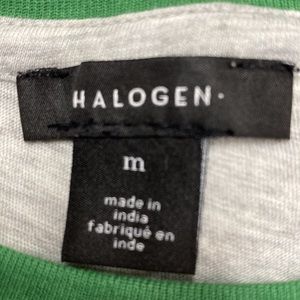 HALOGEN·
m
made in
india
fabriqué en
inde